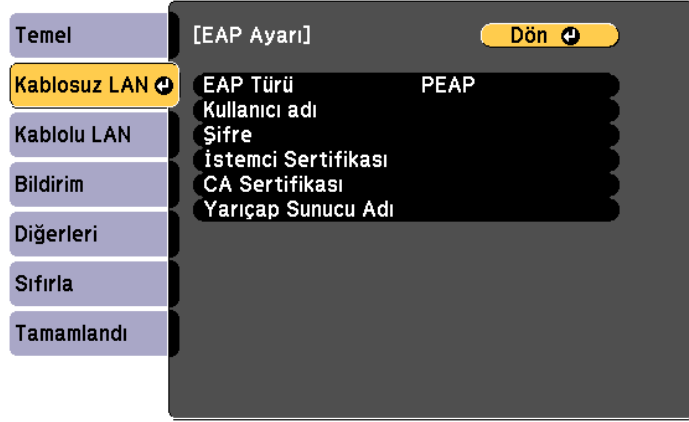 Temel
Kablosuz LAN
Kablolu LAN
Bildirim
Diğerleri
Sıfırla
Tamamlandı
[EAP Ayarı]
Dön
EAP Türü PEAP
Kullanıcı adı
Şifre
İstemci Sertifikası
CA Sertifikası
Yarıçap Sunucu Adı